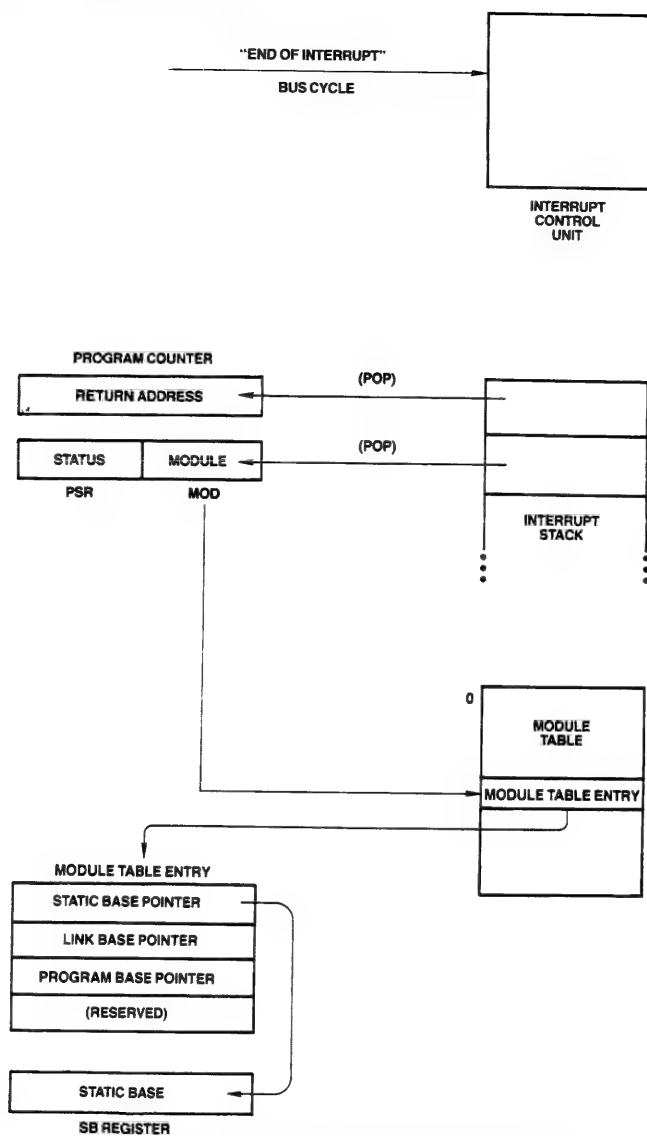 "END OF INTERRUPT"
BUS CYCLE
INTERRUPT
CONTROL
UNIT
PROGRAM COUNTER
RETURN ADDRESS
(POP)
STATUS
MODULE
(POP)
PSR
MOD
INTERRUPT
STACK
0
MODULE
TABLE
MODULE TABLE ENTRY
MODULE TABLE ENTRY
STATIC BASE POINTER
LINK BASE POINTER
PROGRAM BASE POINTER
(RESERVED)
STATIC BASE
SB REGISTER